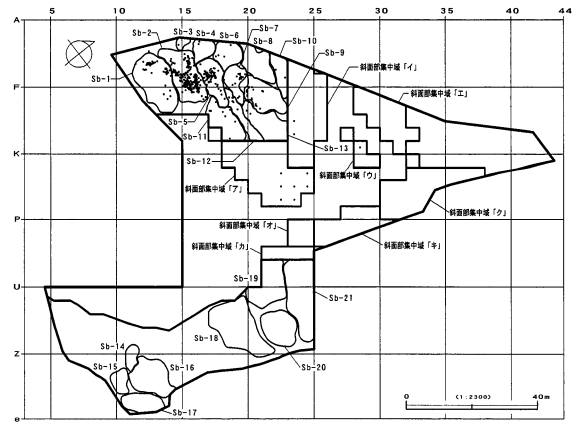 5 10 15 20 25 30 35 40 44
A
F
K
P
U
Z
e
Sb-1
Sb-2
Sb-3
Sb-4
Sb-6
Sb-7
Sb-8
Sb-10
Sb-9
Sb-5
Sb-11
Sb-12
Sb-13
斜面部集中域「イ」
斜面部集中域「エ」
斜面部集中域「ア」
斜面部集中域「ウ」
斜面部集中域「オ」
斜面部集中域「カ」
斜面部集中域「ク」
斜面部集中域「キ」
Sb-19
Sb-21
Sb-18
Sb-20
Sb-14
Sb-15
Sb-16
Sb-17
0 (1:2300) 40m